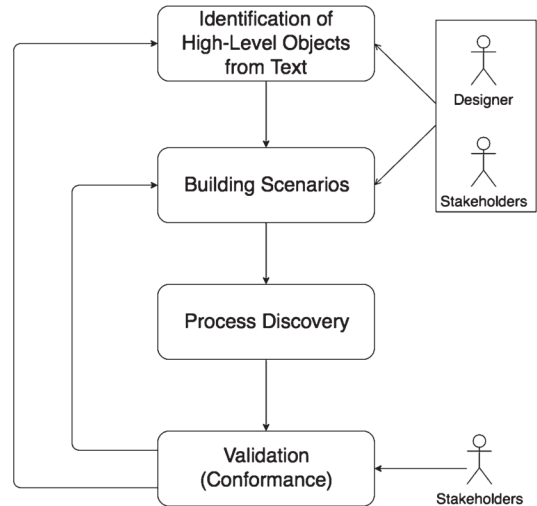 Identification of
High-Level Objects
from Text
Designer
Building Scenarios
Stakeholders
Process Discovery
Validation
(Conformance)
Stakeholders